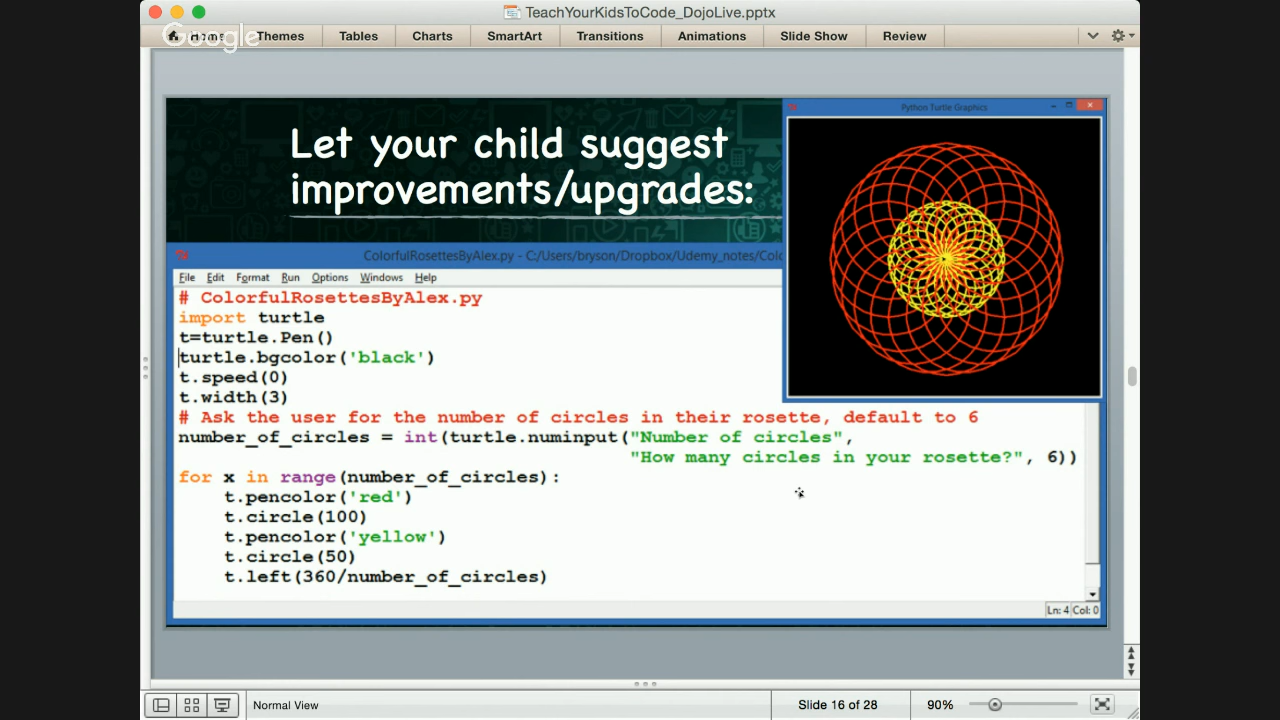 TeachYourKidsToCode_DojoLive.pptx
Google
Home Themes Tables Charts SmartArt Transitions Animations Slide Show Review
Let your child suggest
improvements/upgrades:
Python Turtle Graphics
ColorfulRosettesByAlex.py - C:/Users/bryson/Dropbox/Udemy_notes/Colo
File Edit Format Run Options Windows Help
# ColorfulRosettesByAlex.py
import turtle
t=turtle.Pen()
turtle.bgcolor('black')
t.speed(0)
t.width(3)
# Ask the user for the number of circles in their rosette, default to 6
number_of_circles = int(turtle.numinput("Number of circles",
"How many circles in your rosette?", 6))
for x in range(number_of_circles):
    t.pencolor('red')
    t.circle(100)
    t.pencolor('yellow')
    t.circle(50)
    t.left(360/number_of_circles)
Ln: 4 Col: 0
Normal View Slide 16 of 28 90%